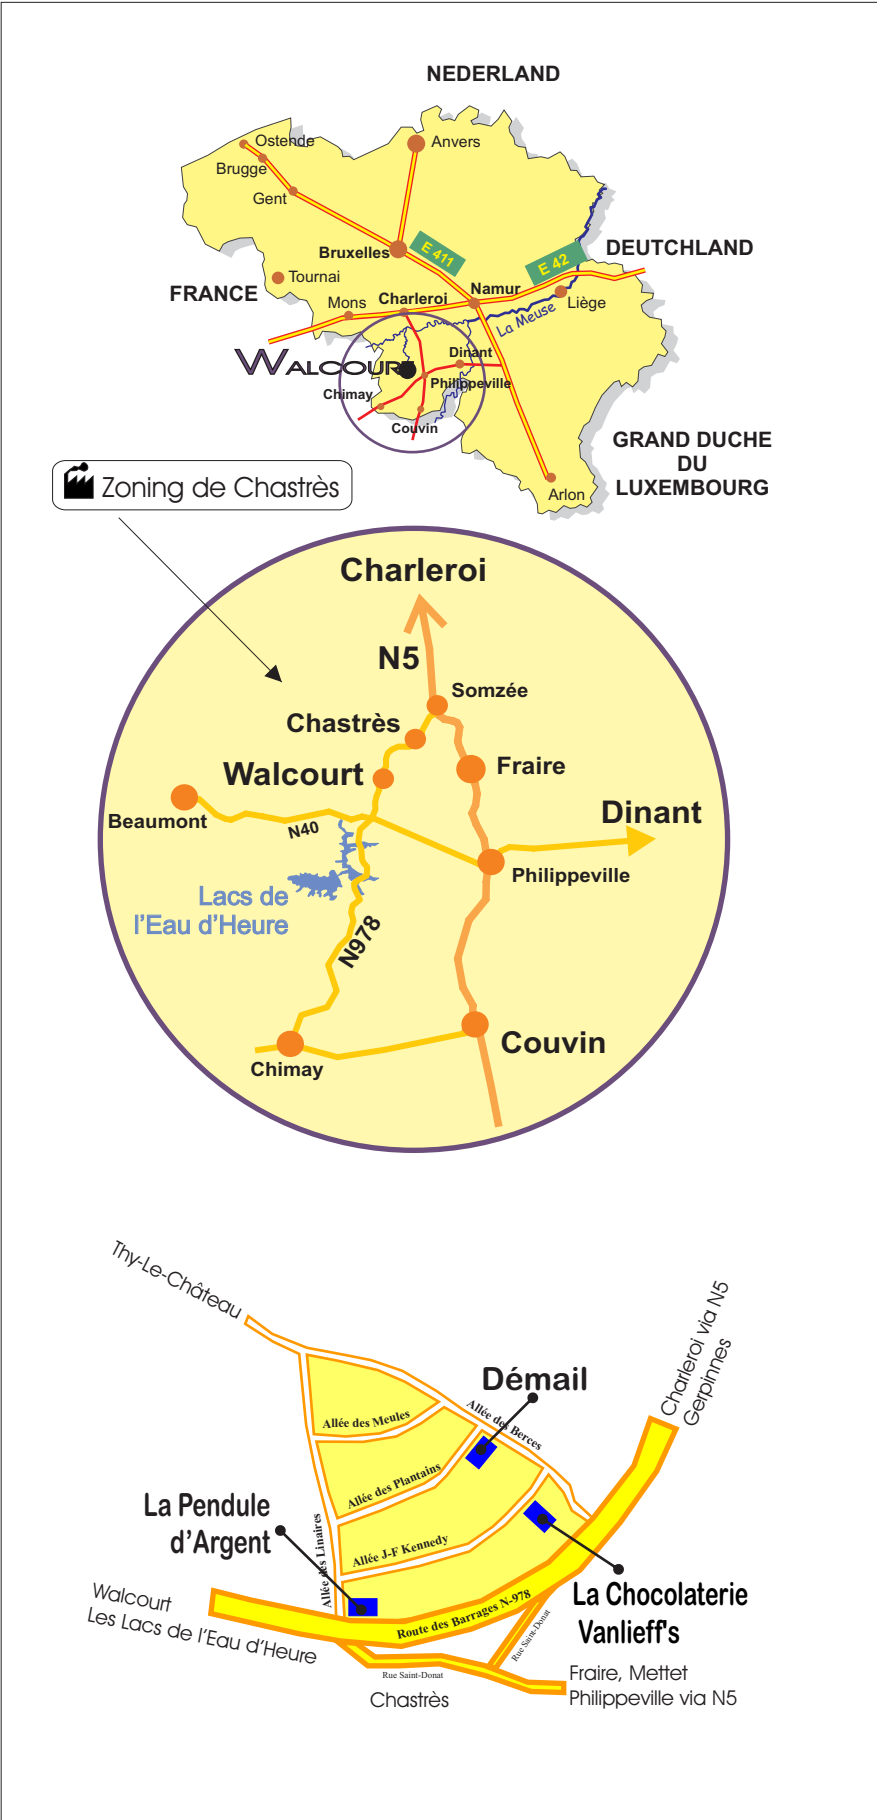 NEDERLAND
Ostende
Anvers
Brugge
Gent
Bruxelles
E 411
E 42
DEUTCHLAND
Tournai
FRANCE
Namur
Mons
Charleroi
Liège
La Meuse
WALCOURT
Dinant
Philippeville
Chimay
Couvin
GRAND DUCHE
DU
LUXEMBOURG
Arlon
Zoning de Chastrès
Charleroi
N5
Somzée
Chastrès
Fraire
Walcourt
Beaumont
N40
Dinant
Philippeville
Lacs de
l'Eau d'Heure
N978
Couvin
Chimay
Thy-Le-Château
Charleroi via N5
Gerpinnes
Démail
Allée des Berces
Allée des Meules
Allée des Plantains
La Pendule
d'Argent
Allée des Linaires
Allée J-F Kennedy
Walcourt
Les Lacs de l'Eau d'Heure
Route des Barrages N-978
La Chocolaterie
Vanlieff's
Rue Saint-Donat
Rue Saint-Donat
Chastrès
Fraire, Mettet
Philippeville via N5